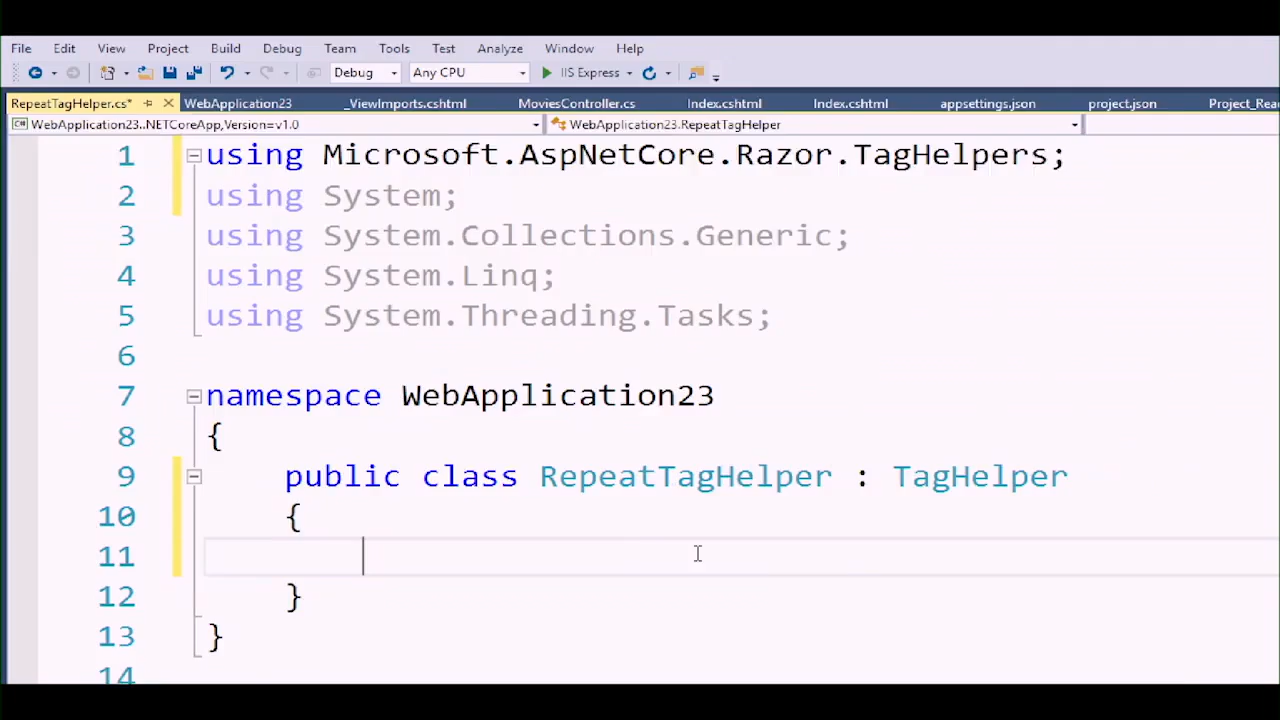 File Edit View Project Build Debug Team Tools Test Analyze Window Help
Debug Any CPU IIS Express
RepeatTagHelper.cs* WebApplication23 _ViewImports.cshtml MoviesController.cs Index.cshtml Index.cshtml appsettings.json project.json Project_Rea
WebApplication23..NETCoreApp,Version=v1.0 WebApplication23.RepeatTagHelper
1 using Microsoft.AspNetCore.Razor.TagHelpers;
2 using System;
3 using System.Collections.Generic;
4 using System.Linq;
5 using System.Threading.Tasks;
6
7 namespace WebApplication23
8 {
9 public class RepeatTagHelper : TagHelper
10 {
11
12 }
13 }
14